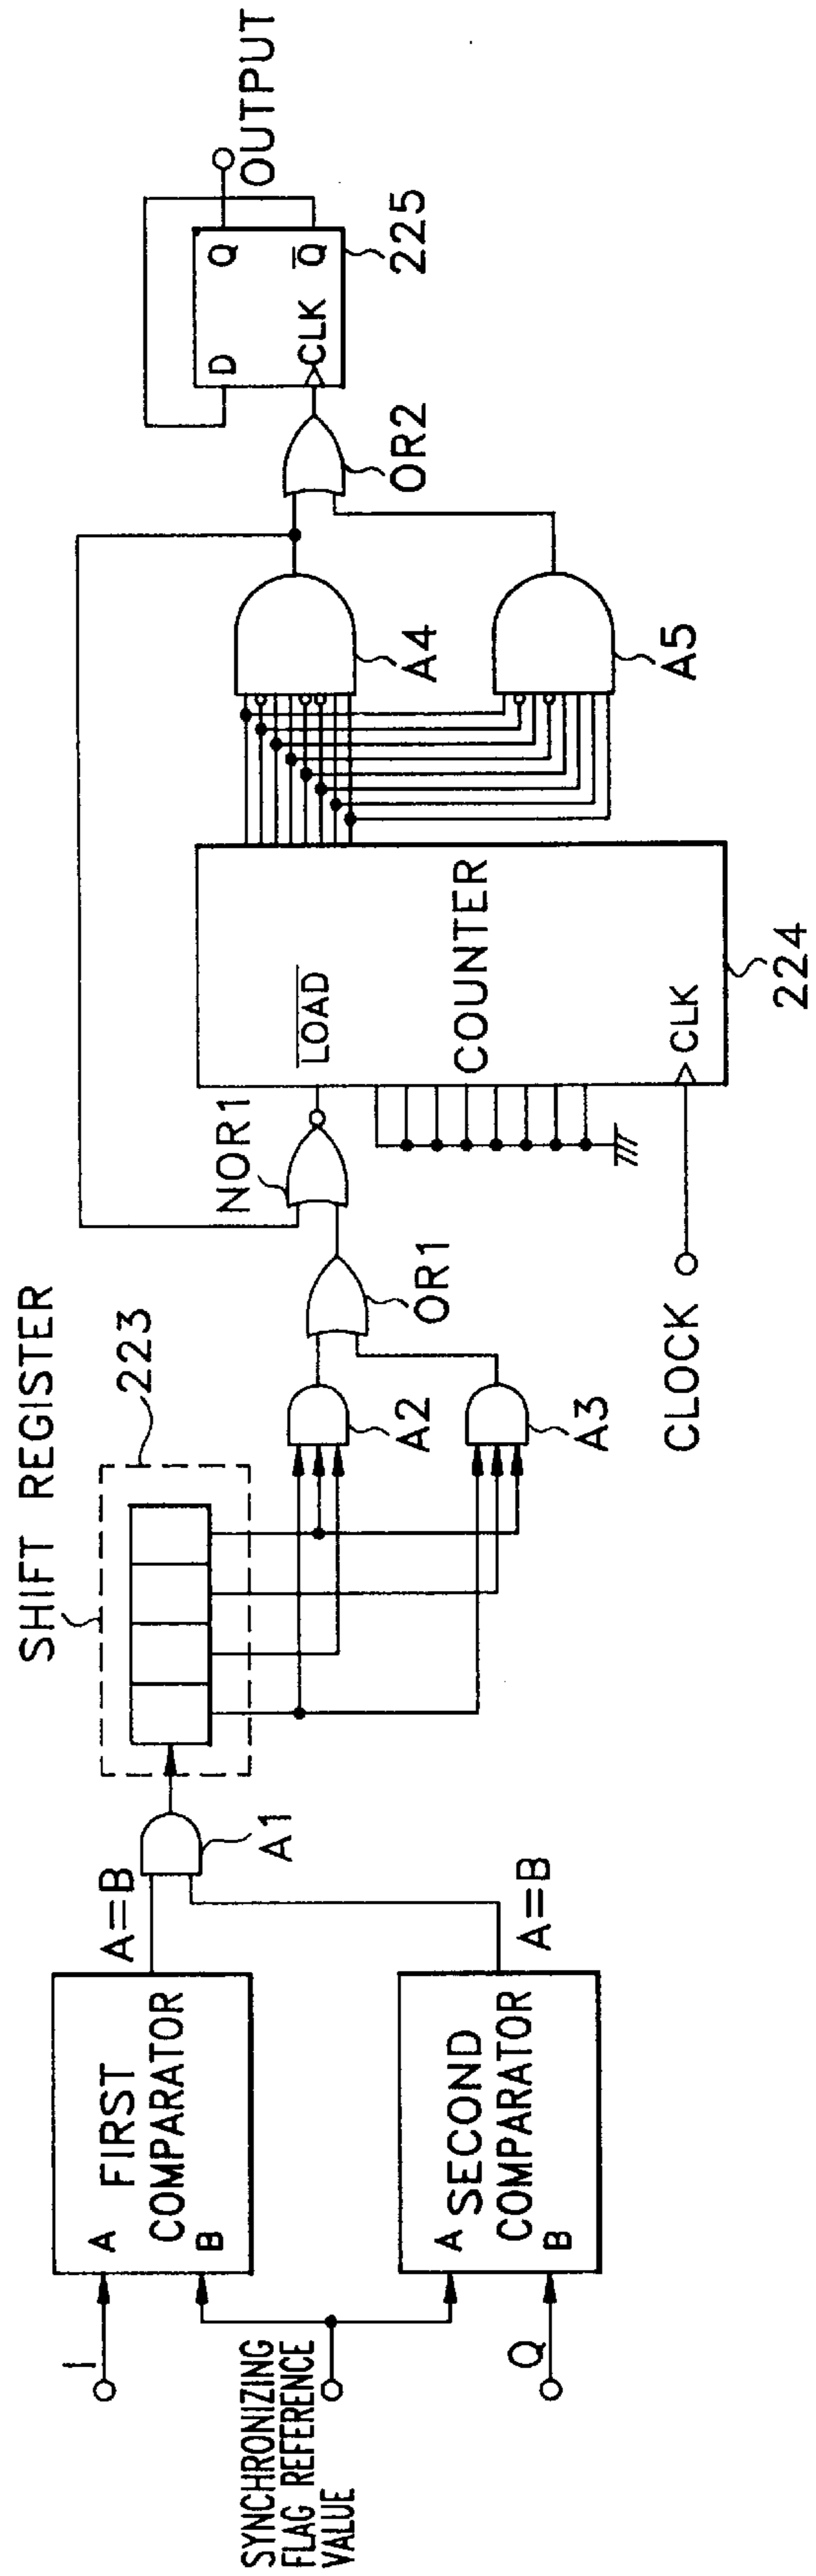 I
A
FIRST
COMPARATOR
B
A=B
SYNCHRONIZING
FLAG REFERENCE
VALUE
Q
A
SECOND
COMPARATOR
B
A=B
A1
SHIFT REGISTER
223
A2
A3
OR1
NOR1
LOAD
COUNTER
CLK
224
CLOCK
A4
A5
OR2
D
Q
CLK
Q̅
225
OUTPUT